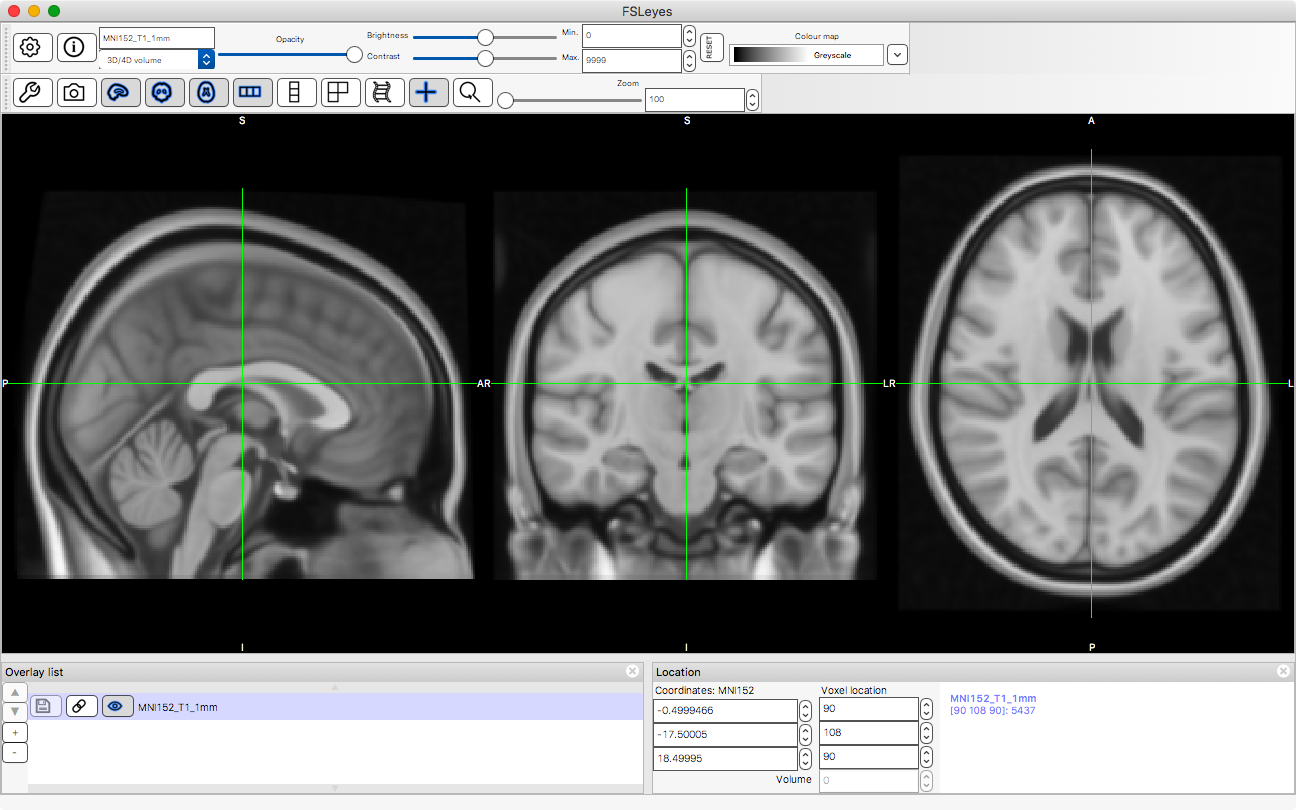 FSLeyes
MNI152_T1_1mm
3D/4D volume
Opacity
Brightness
Contrast
Min. 0
Max. 9999
RESET
Colour map
Greyscale
Zoom
100
S S A
P AR LR L
I I P
Overlay list
MNI152_T1_1mm
+
-
Location
Coordinates: MNI152 Voxel location
-0.4999466 90
-17.50005 108
18.49995 90
Volume 0
MNI152_T1_1mm
[90 108 90]: 5437